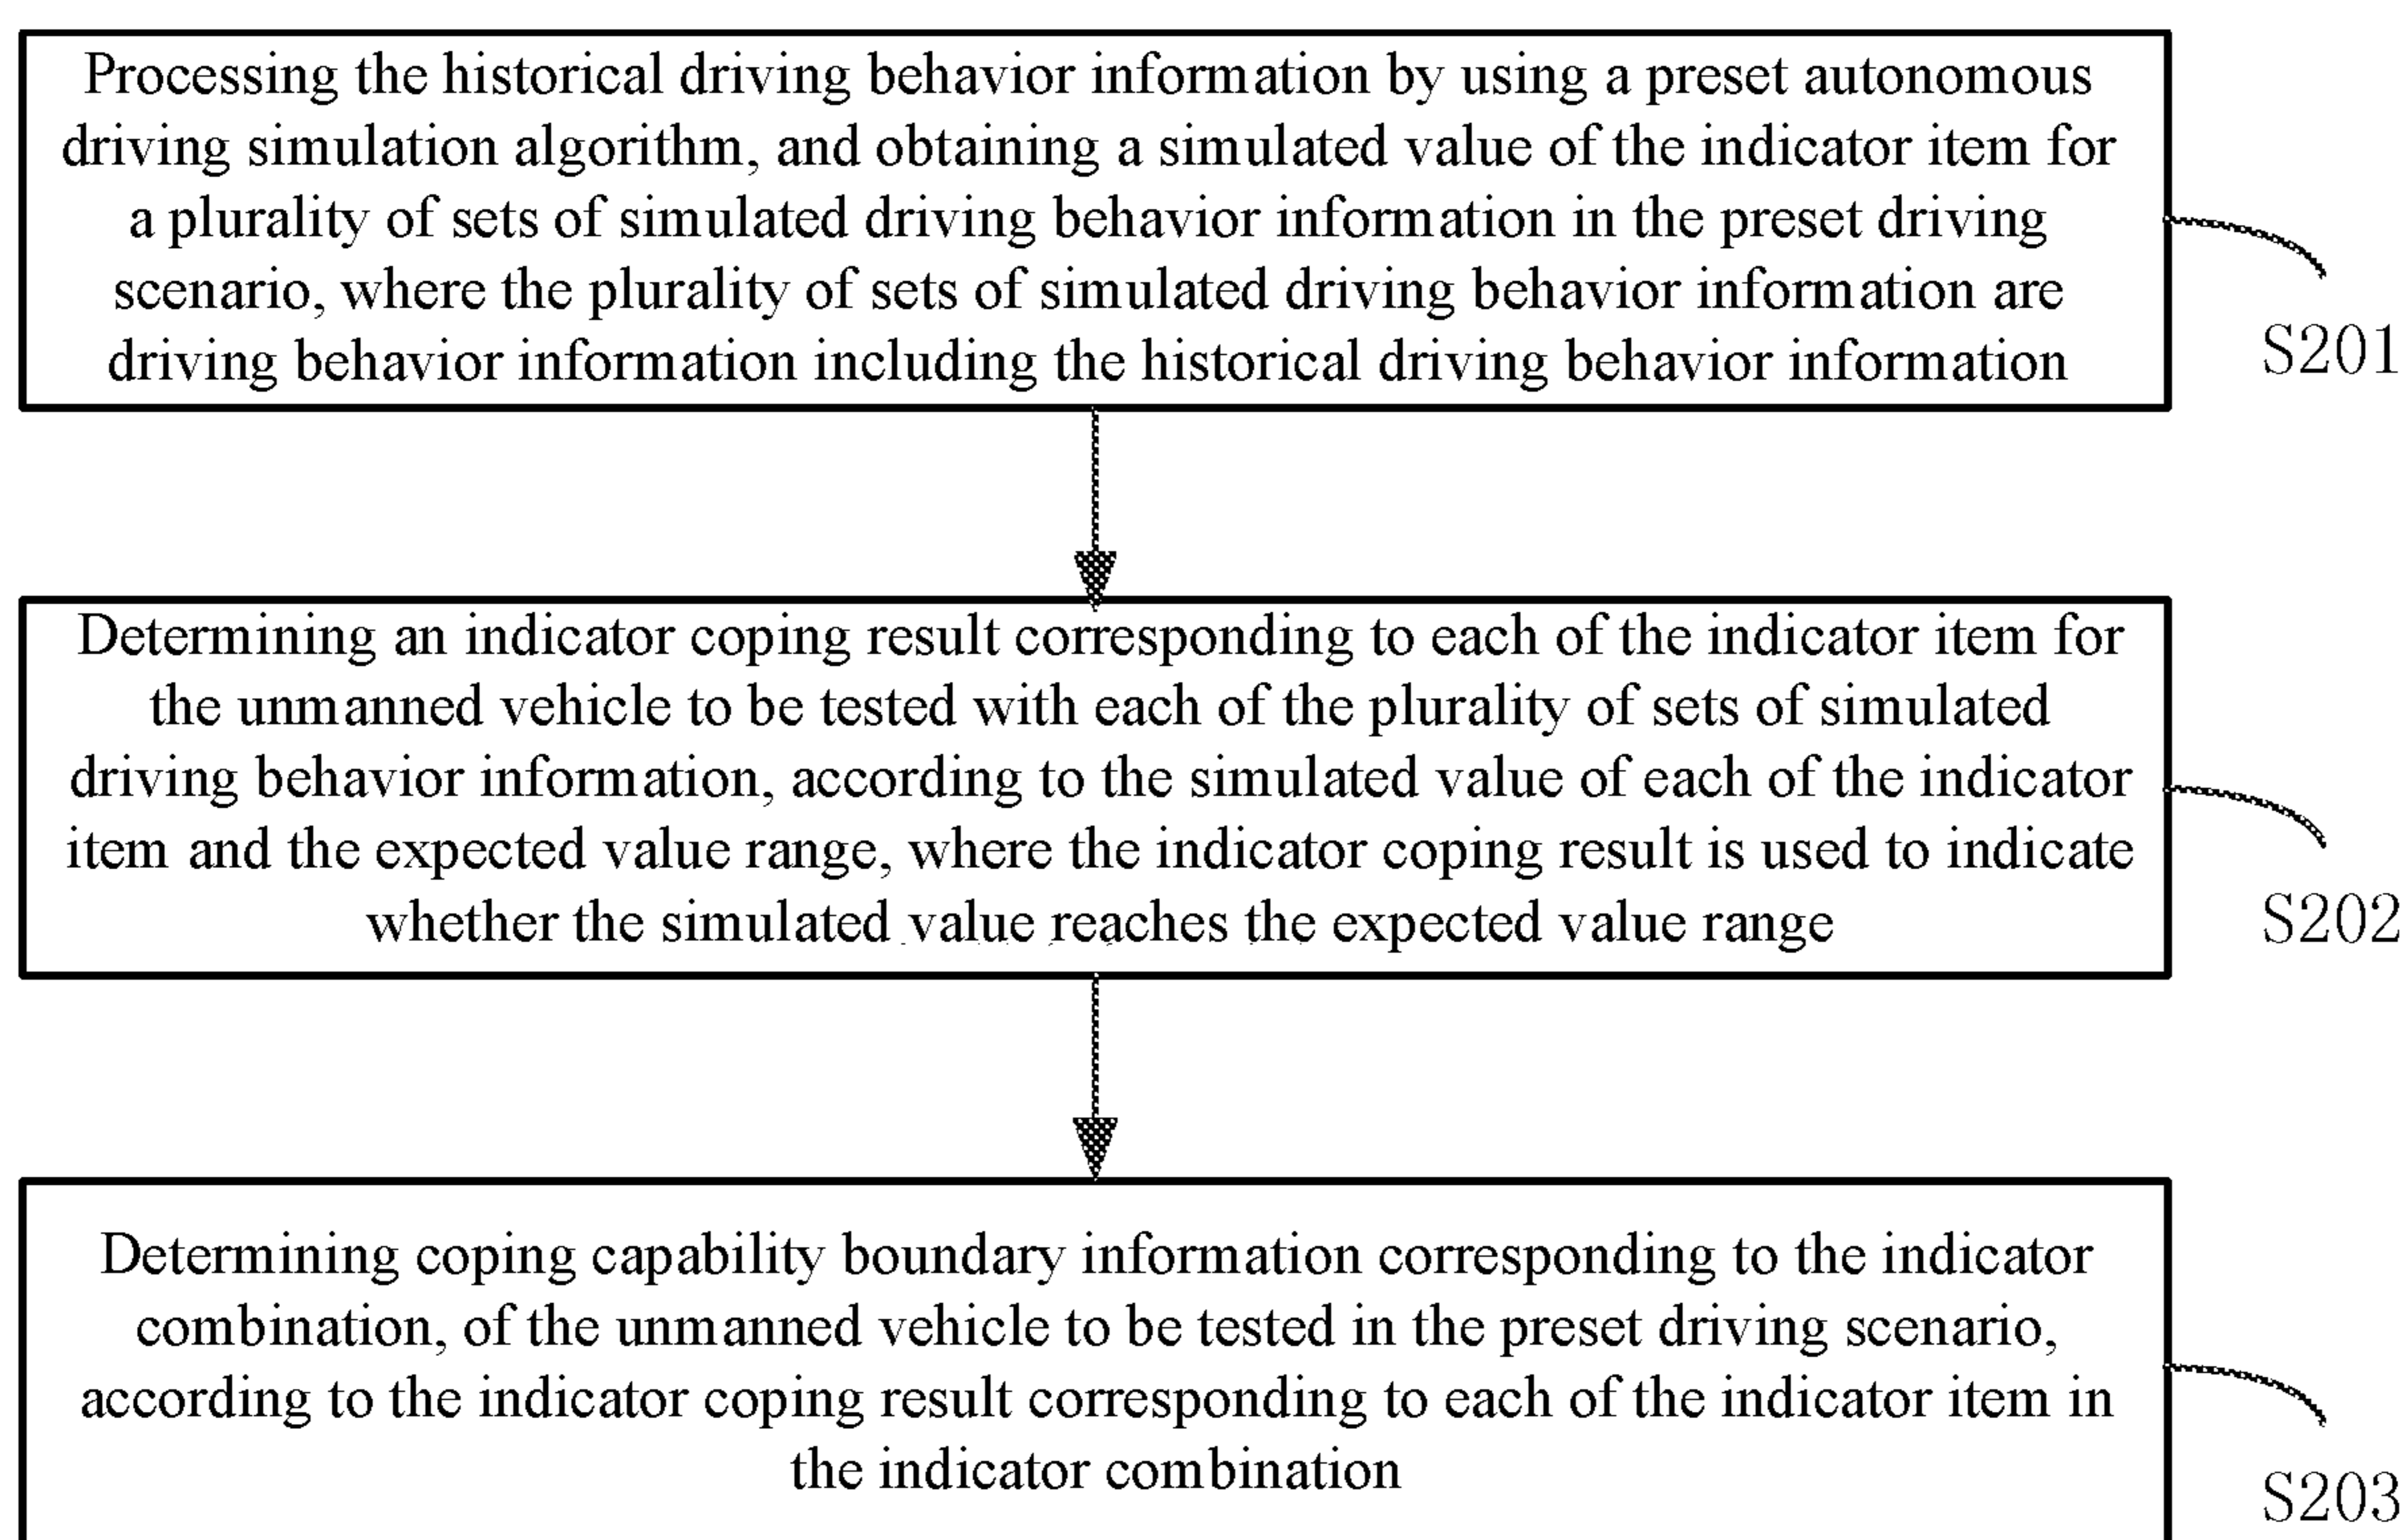 Processing the historical driving behavior information by using a preset autonomous
driving simulation algorithm, and obtaining a simulated value of the indicator item for
a plurality of sets of simulated driving behavior information in the preset driving
scenario, where the plurality of sets of simulated driving behavior information are
driving behavior information including the historical driving behavior information
S201
Determining an indicator coping result corresponding to each of the indicator item for
the unmanned vehicle to be tested with each of the plurality of sets of simulated
driving behavior information, according to the simulated value of each of the indicator
item and the expected value range, where the indicator coping result is used to indicate
whether the simulated value reaches the expected value range
S202
Determining coping capability boundary information corresponding to the indicator
combination, of the unmanned vehicle to be tested in the preset driving scenario,
according to the indicator coping result corresponding to each of the indicator item in
the indicator combination
S203